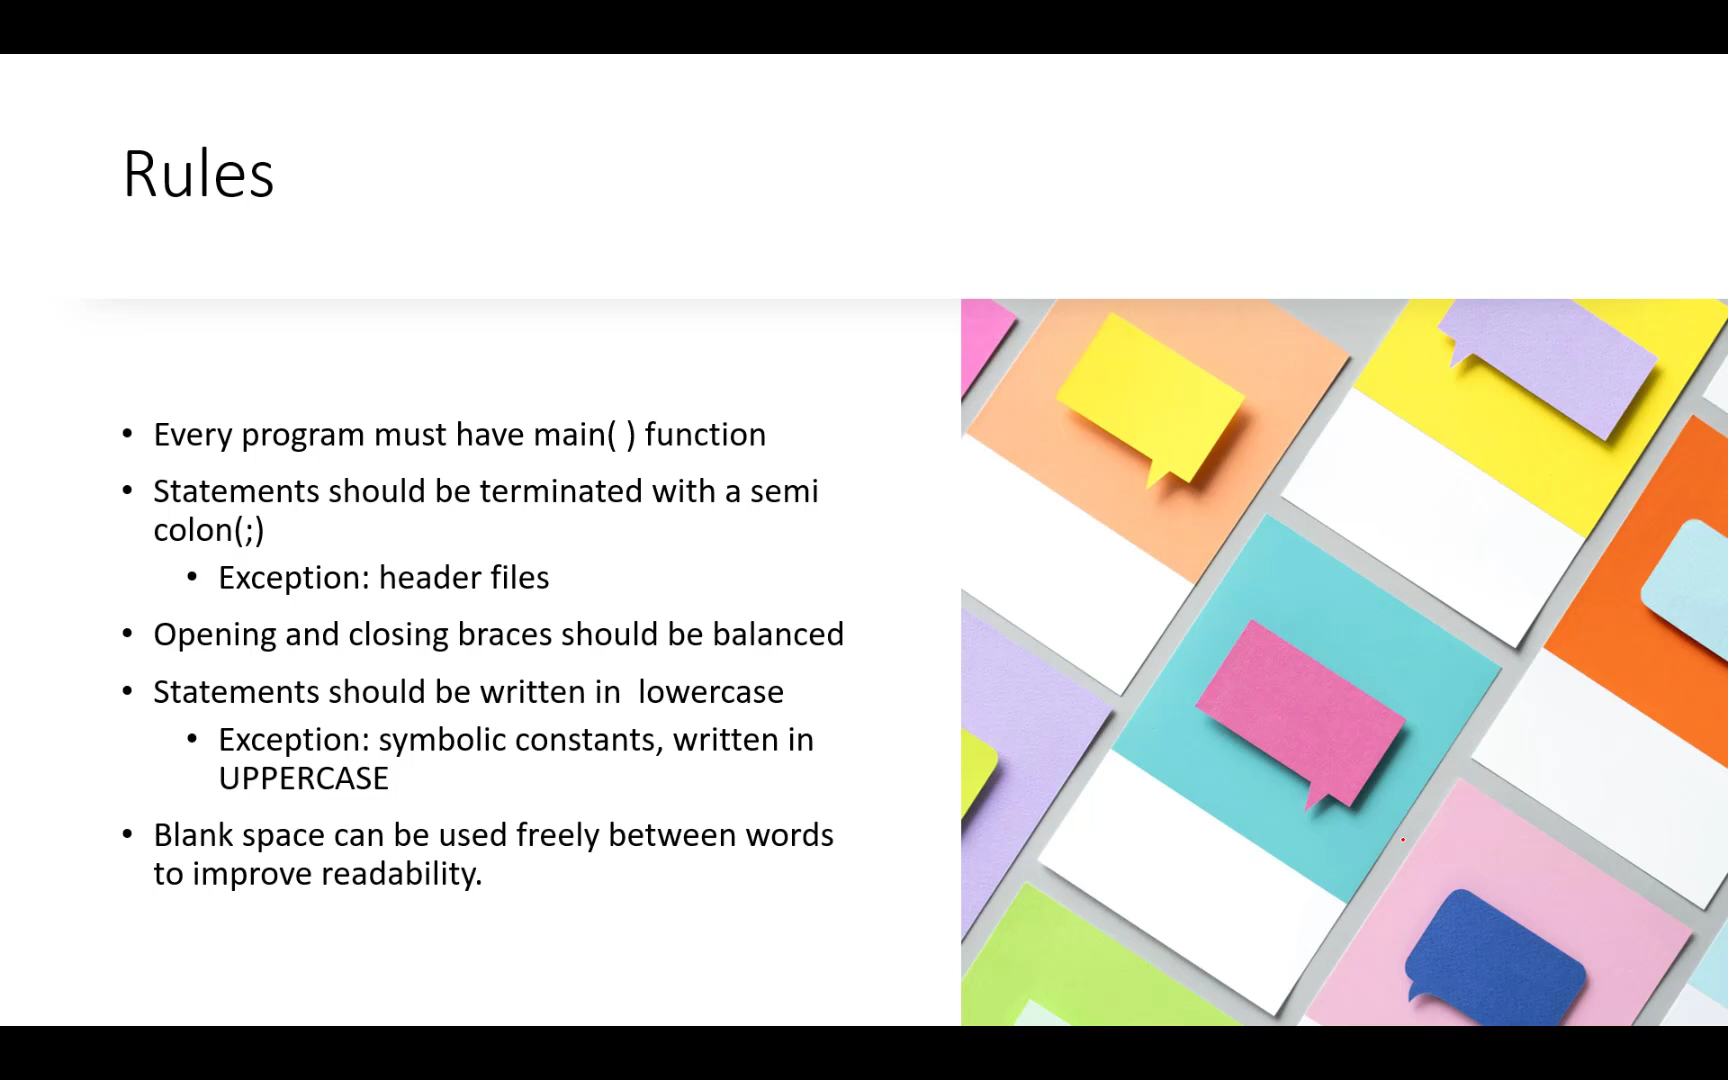 Rules
• Every program must have main( ) function
• Statements should be terminated with a semi
colon(;)
• Exception: header files
• Opening and closing braces should be balanced
• Statements should be written in  lowercase
• Exception: symbolic constants, written in
UPPERCASE
• Blank space can be used freely between words
to improve readability.